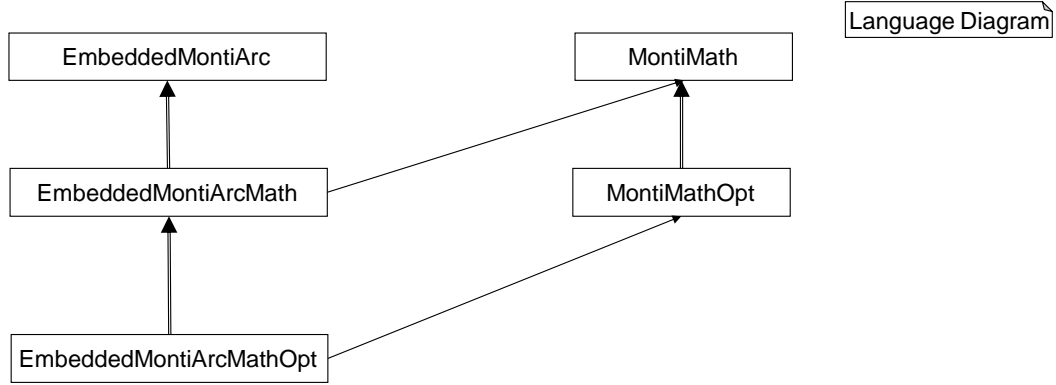 Language Diagram
EmbeddedMontiArc
MontiMath
EmbeddedMontiArcMath
MontiMathOpt
EmbeddedMontiArcMathOpt